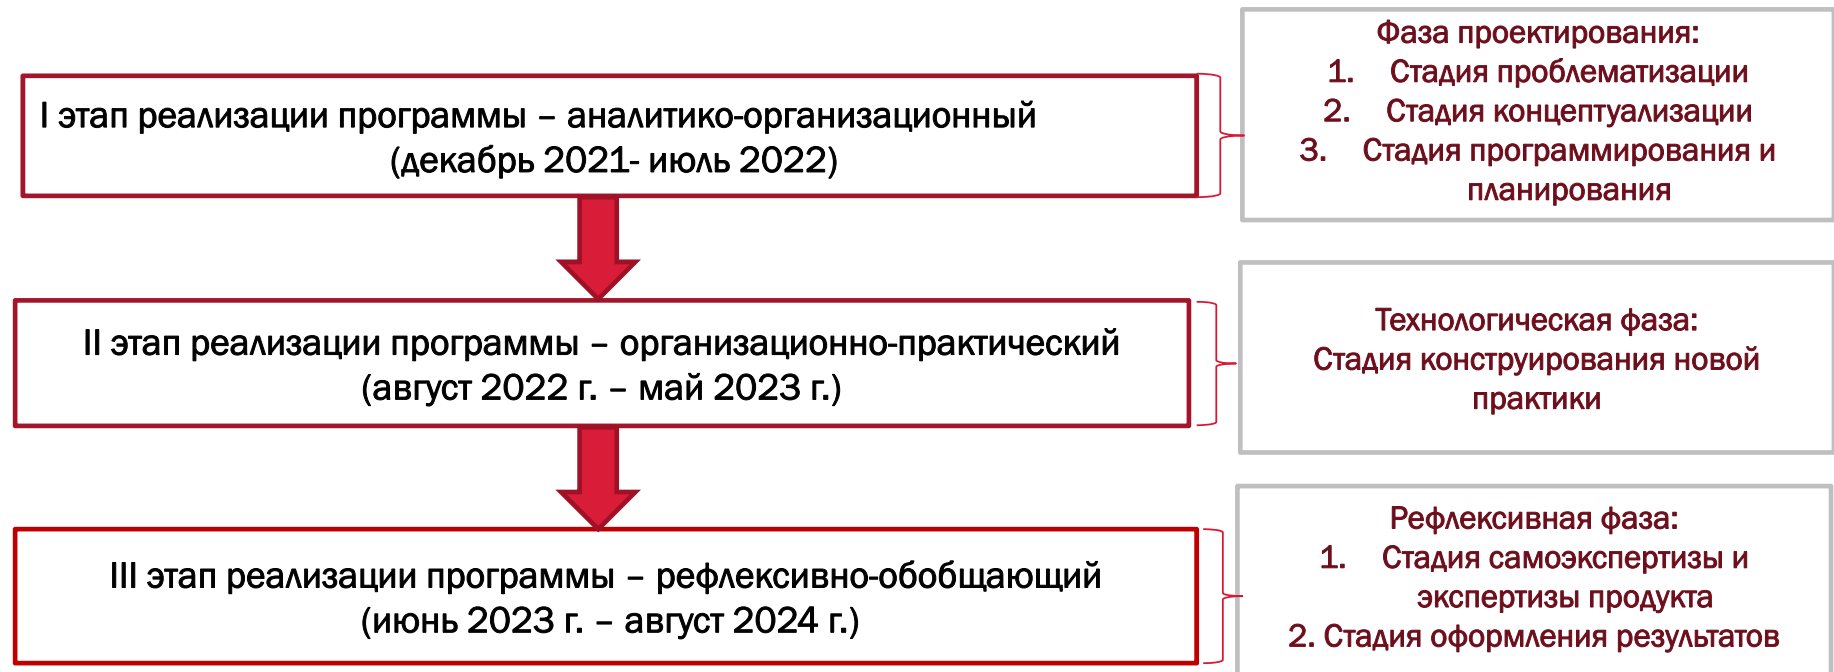 I этап реализации программы – аналитико-организационный
(декабрь 2021- июль 2022)
Фаза проектирования:
1. Стадия проблематизации
2. Стадия концептуализации
3. Стадия программирования и
планирования
II этап реализации программы – организационно-практический
(август 2022 г. – май 2023 г.)
Технологическая фаза:
Стадия конструирования новой
практики
III этап реализации программы – рефлексивно-обобщающий
(июнь 2023 г. – август 2024 г.)
Рефлексивная фаза:
1. Стадия самоэкспертизы и
экспертизы продукта
2. Стадия оформления результатов